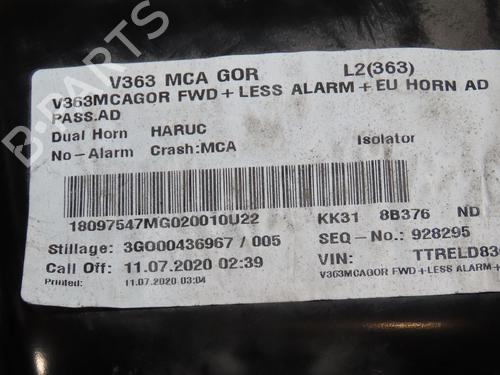 V363 MCA GOR L2(363)
V363MCAGOR FWD+LESS ALARM+EU HORN AD
PASS.AD
Dual Horn HARUC
No-Alarm Crash:MCA Isolator
18097547MG020010U22 KK31 8B376 ND
Stillage: 3G000436967 / 005 SEQ-No.: 928295
Call Off: 11.07.2020 02:39 VIN: TTRELD83
Printed: 11.07.2020 03:04 V363MCAGOR FWD+LESS ALARM+